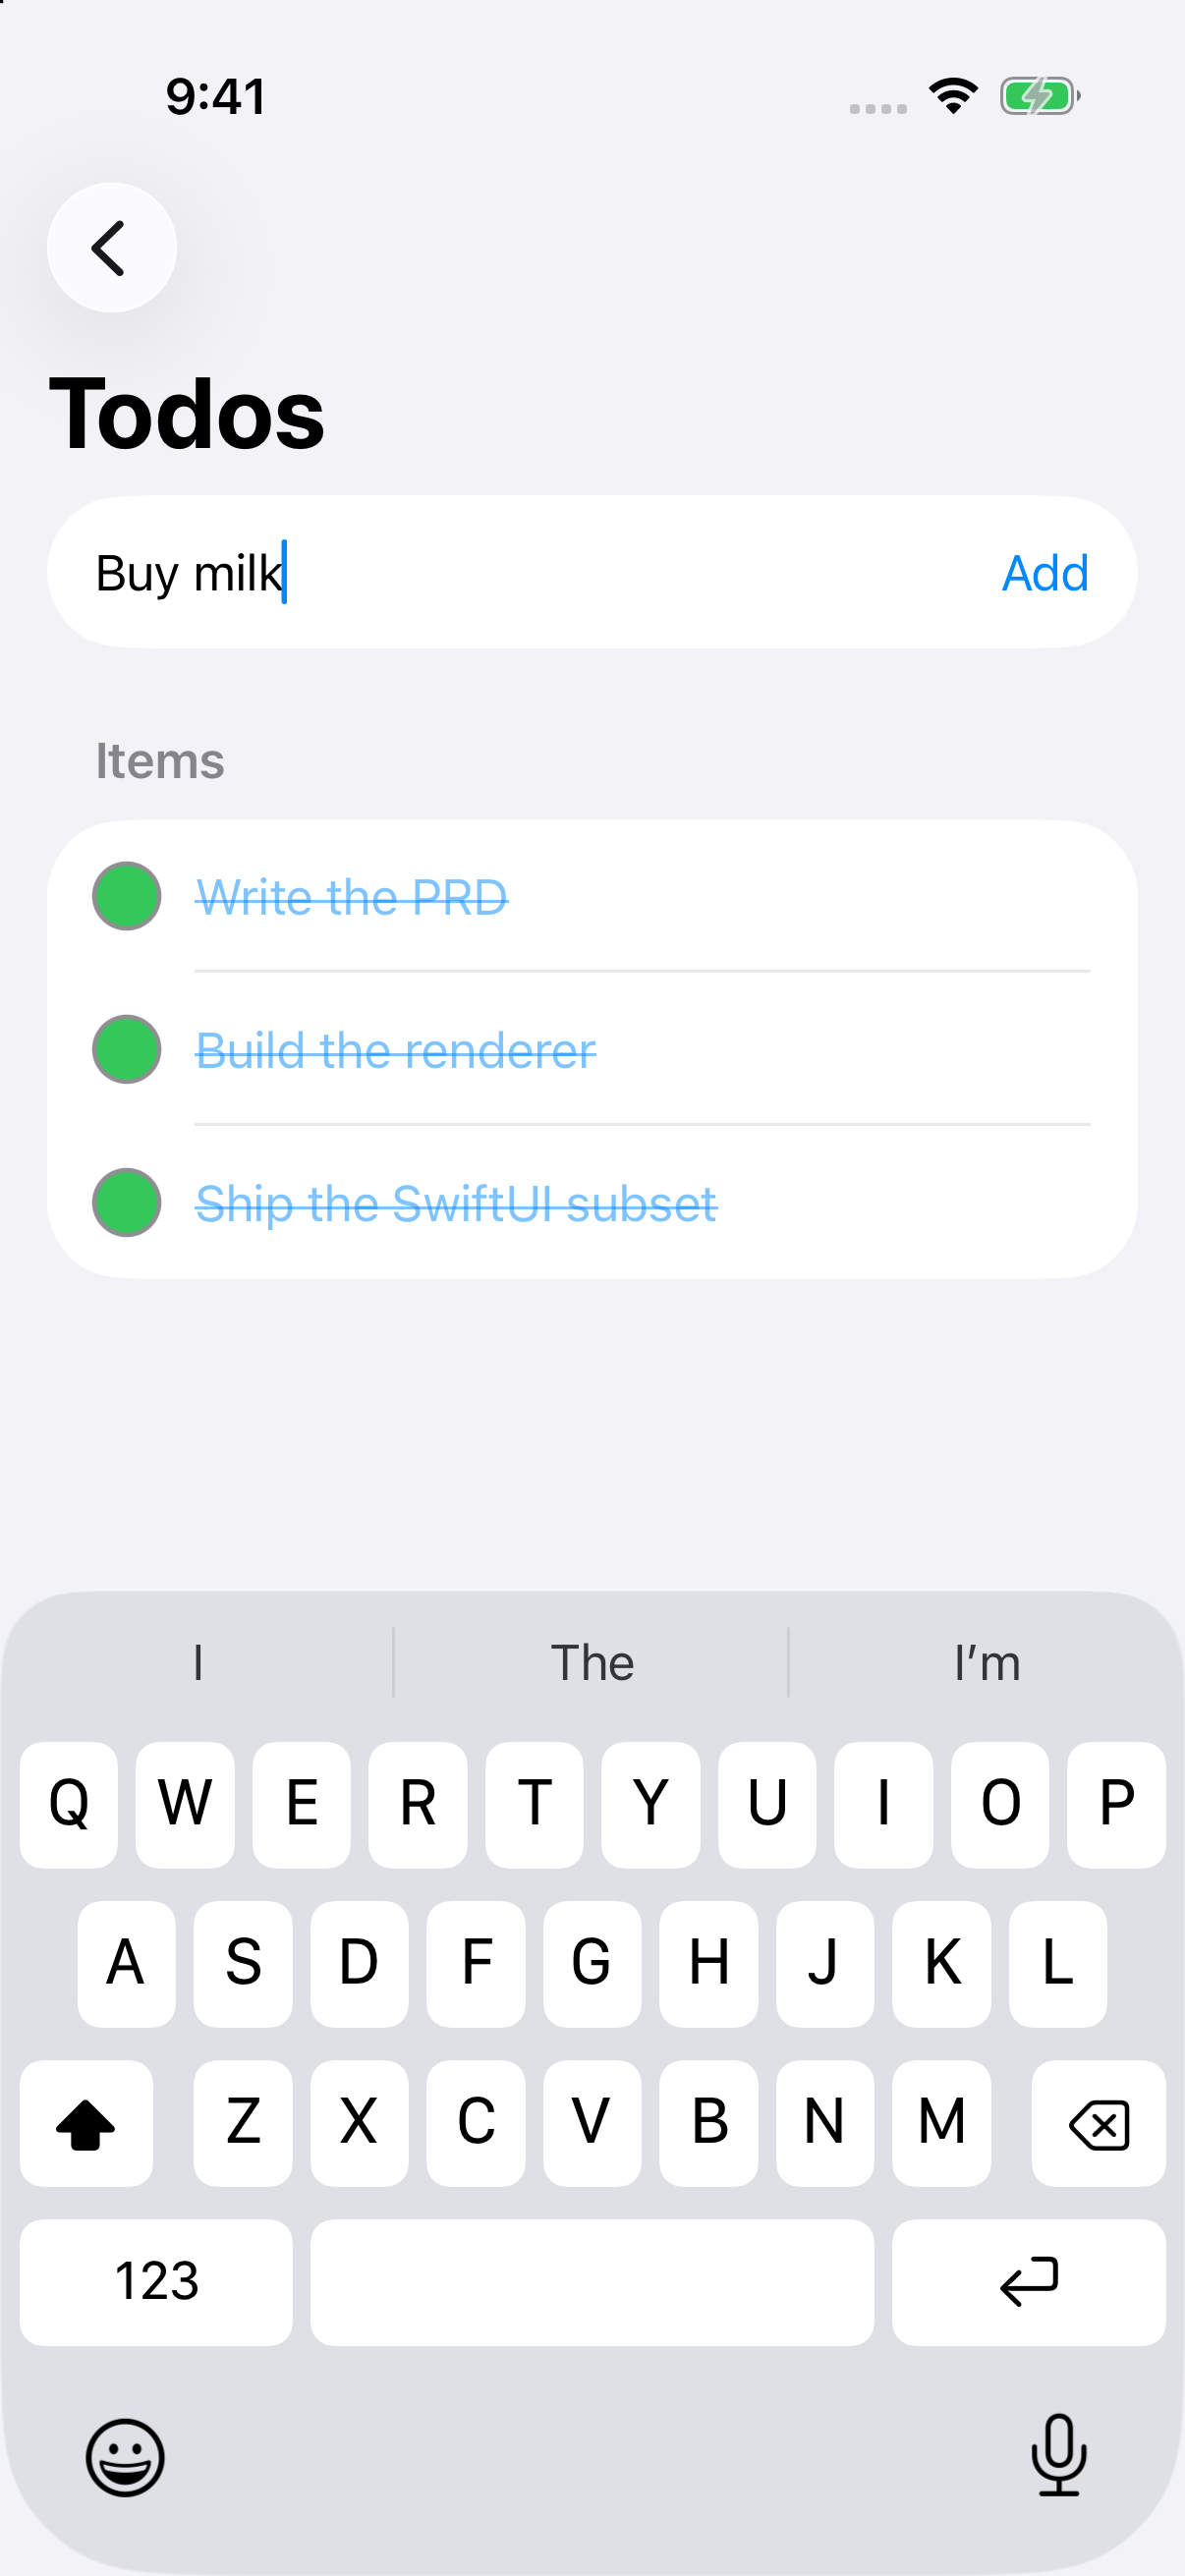 9:41
Todos
Buy milk Add
Items
Write the PRD
Build the renderer
Ship the SwiftUI subset
I The I’m
Q W E R T Y U I O P
A S D F G H J K L
Z X C V B N M
123